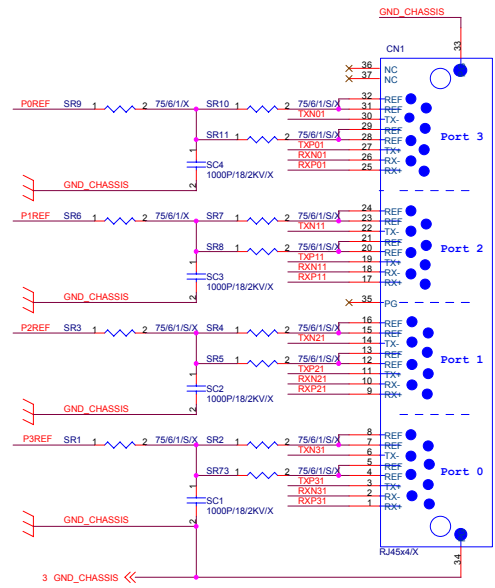 GND_CHASSIS
CN1
33
36 NC
37 NC
P0REF SR9 1 2 75/6/1/X SR10 1 2 75/6/1/S/X 32 REF
31 REF
TXN01 30 TX-
29 REF
SR11 1 2 75/6/1/S/X 28 REF
Port 3
TXP01 27 TX+
RXN01 26 RX-
RXP01 25 RX+
1 SC4
1000P/18/2KV/X
2
GND_CHASSIS
P1REF SR6 1 2 75/6/1/X SR7 1 2 75/6/1/S/X 24 REF
23 REF
TXN11 22 TX-
21 REF
SR8 1 2 75/6/1/S/X 20 REF
Port 2
TXP11 19 TX+
RXN11 18 RX-
RXP11 17 RX+
1 SC3
1000P/18/2KV/X
2
GND_CHASSIS
35 PG
P2REF SR3 1 2 75/6/1/S/X SR4 1 2 75/6/1/S/X 16 REF
15 REF
TXN21 14 TX-
13 REF
SR5 1 2 75/6/1/S/X 12 REF
Port 1
TXP21 11 TX+
RXN21 10 RX-
RXP21 9 RX+
1 SC2
1000P/18/2KV/X
2
GND_CHASSIS
P3REF SR1 1 2 75/6/1/S/X SR2 1 2 75/6/1/S/X 8 REF
7 REF
TXN31 6 TX-
5 REF
SR73 1 2 75/6/1/S/X 4 REF
Port 0
TXP31 3 TX+
RXN31 2 RX-
RXP31 1 RX+
1 SC1
1000P/18/2KV/X
2
GND_CHASSIS
RJ45x4/X
34
3 GND_CHASSIS